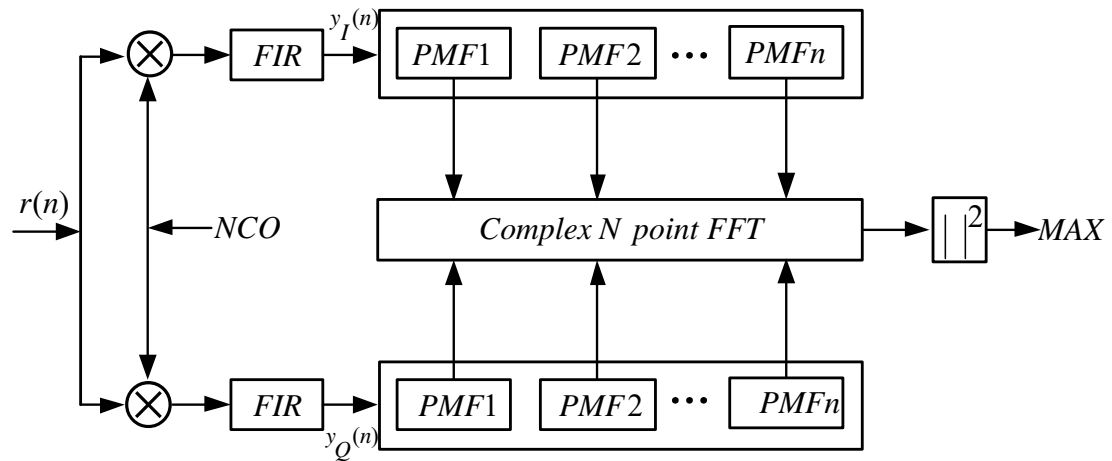 y_I(n)
FIR
PMF1 PMF2 ••• PMFn
r(n)
NCO
Complex N point FFT
| |²
MAX
FIR
PMF1 PMF2 ••• PMFn
y_Q(n)